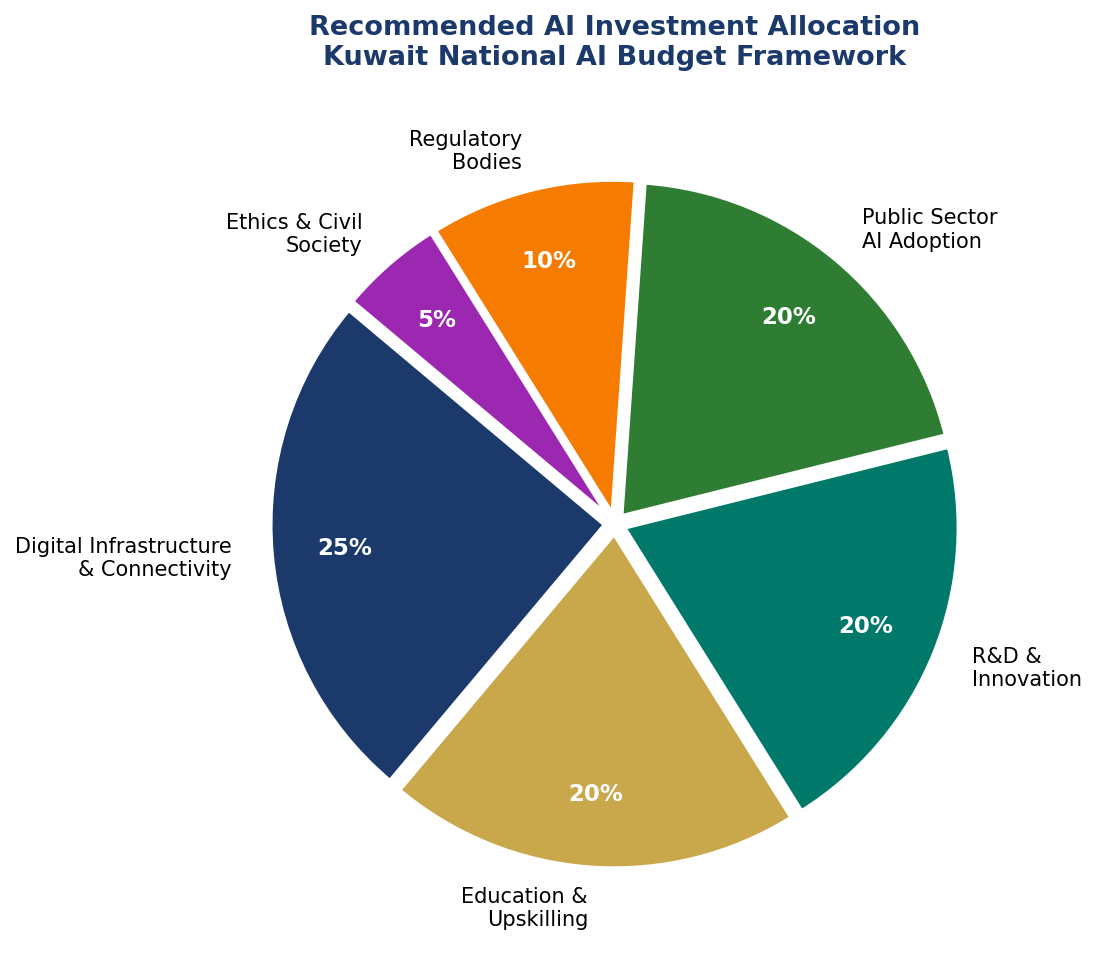 Recommended AI Investment Allocation
Kuwait National AI Budget Framework
Regulatory
Bodies
Ethics & Civil
Society
Public Sector
AI Adoption
10%
20%
5%
25%
Digital Infrastructure
& Connectivity
20%
R&D &
Innovation
20%
Education &
Upskilling